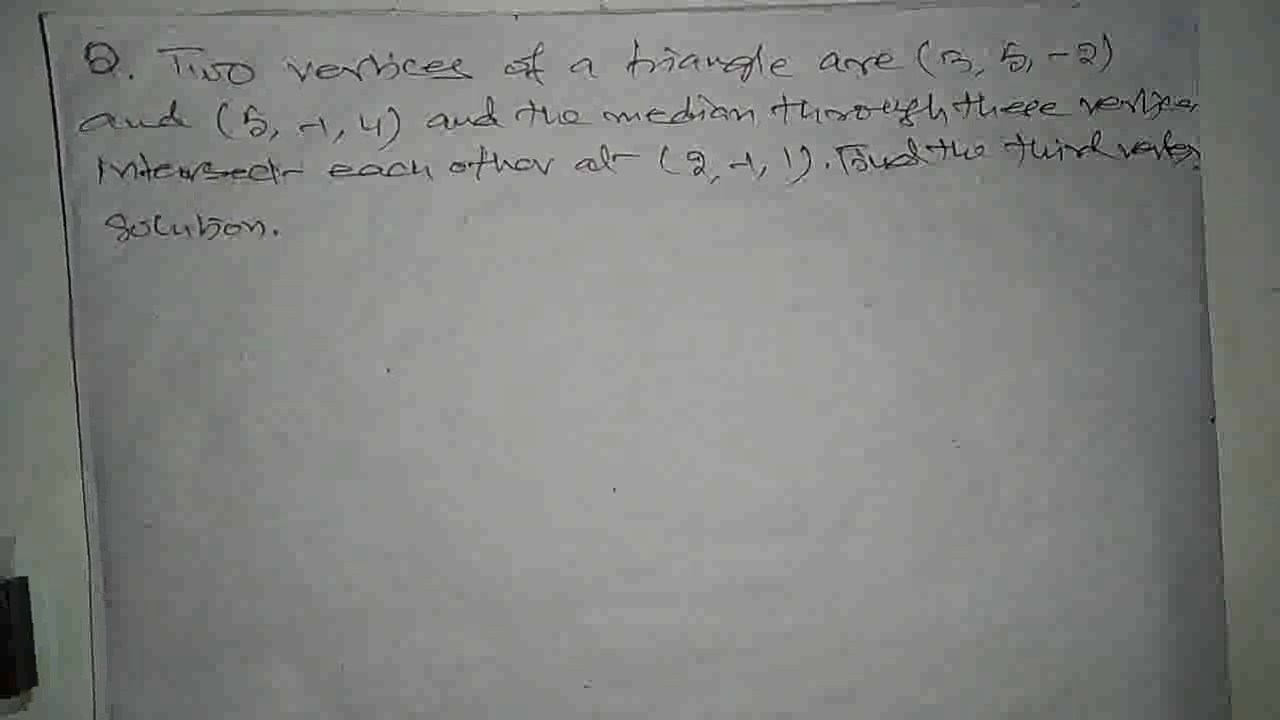 Q. Two vertices of a triangle are (3, 5, -2)
and (5, -1, 4) and the median through these vertices
intersect each other at (2, -1, 1). Find the third vertex.
solution.